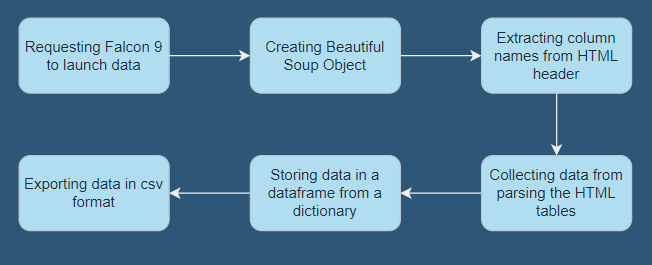 Requesting Falcon 9
to launch data
Creating Beautiful
Soup Object
Extracting column
names from HTML
header
Collecting data from
parsing the HTML
tables
Storing data in a
dataframe from a
dictionary
Exporting data in csv
format